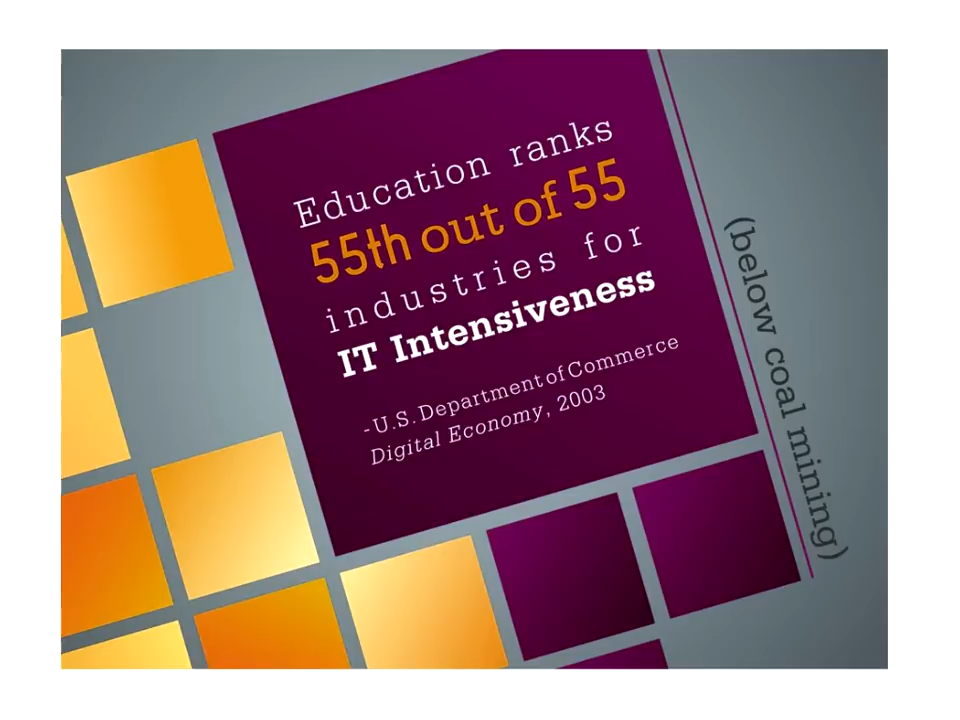 Education ranks
55th out of 55
industries for
IT Intensiveness
-U.S. Department of Commerce
Digital Economy, 2003
(below coal mining)